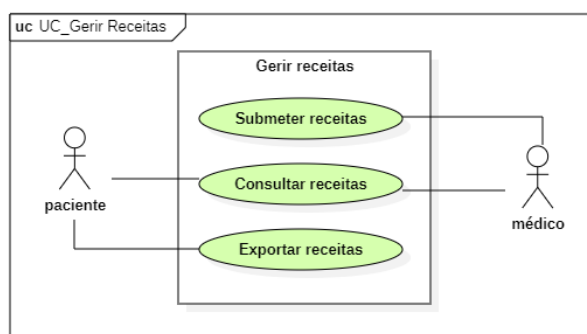 uc UC_Gerir Receitas
Gerir receitas
Submeter receitas
Consultar receitas
paciente
médico
Exportar receitas